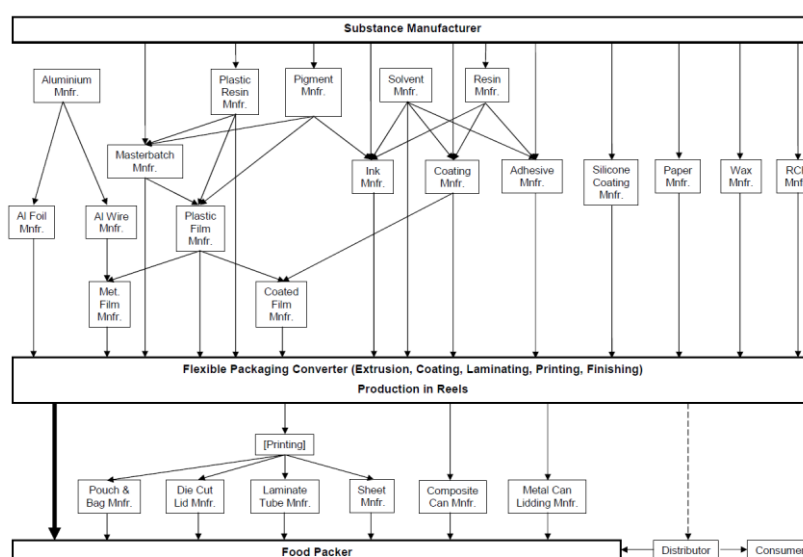 Substance Manufacturer
Aluminium
Mnfr.
Plastic
Resin
Mnfr.
Pigment
Mnfr.
Solvent
Mnfr.
Resin
Mnfr.
Masterbatch
Mnfr.
Ink
Mnfr.
Coating
Mnfr.
Adhesive
Mnfr.
Silicone
Coating
Mnfr.
Paper
Mnfr.
Wax
Mnfr.
Al Foil
Mnfr.
Al Wire
Mnfr.
Plastic
Film
Mnfr.
Met.
Film
Mnfr.
Coated
Film
Mnfr.
Flexible Packaging Converter (Extrusion, Coating, Laminating, Printing, Finishing)
Production in Reels
[Printing]
Pouch &
Bag Mnfr.
Die Cut
Lid Mnfr.
Laminate
Tube Mnfr.
Sheet
Mnfr.
Composite
Can Mnfr.
Metal Can
Lidding Mnfr.
Food Packer
Distributor
Consumer